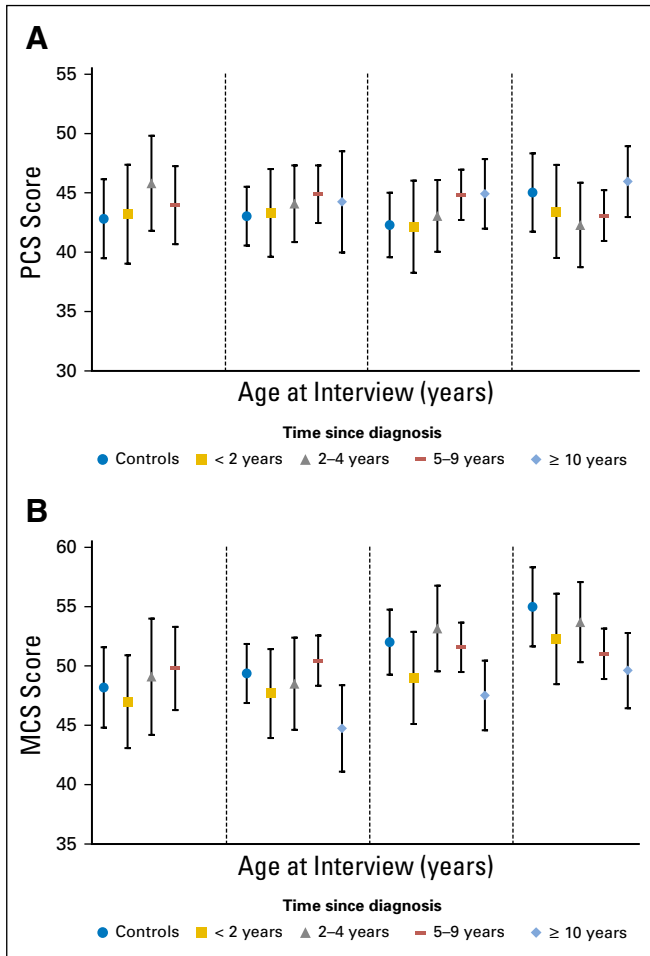 A
55
50
45
40
35
30
PCS Score
Age at Interview (years)
Time since diagnosis
Controls < 2 years 2–4 years 5–9 years ≥ 10 years
B
60
55
50
45
40
35
MCS Score
Age at Interview (years)
Time since diagnosis
Controls < 2 years 2–4 years 5–9 years ≥ 10 years